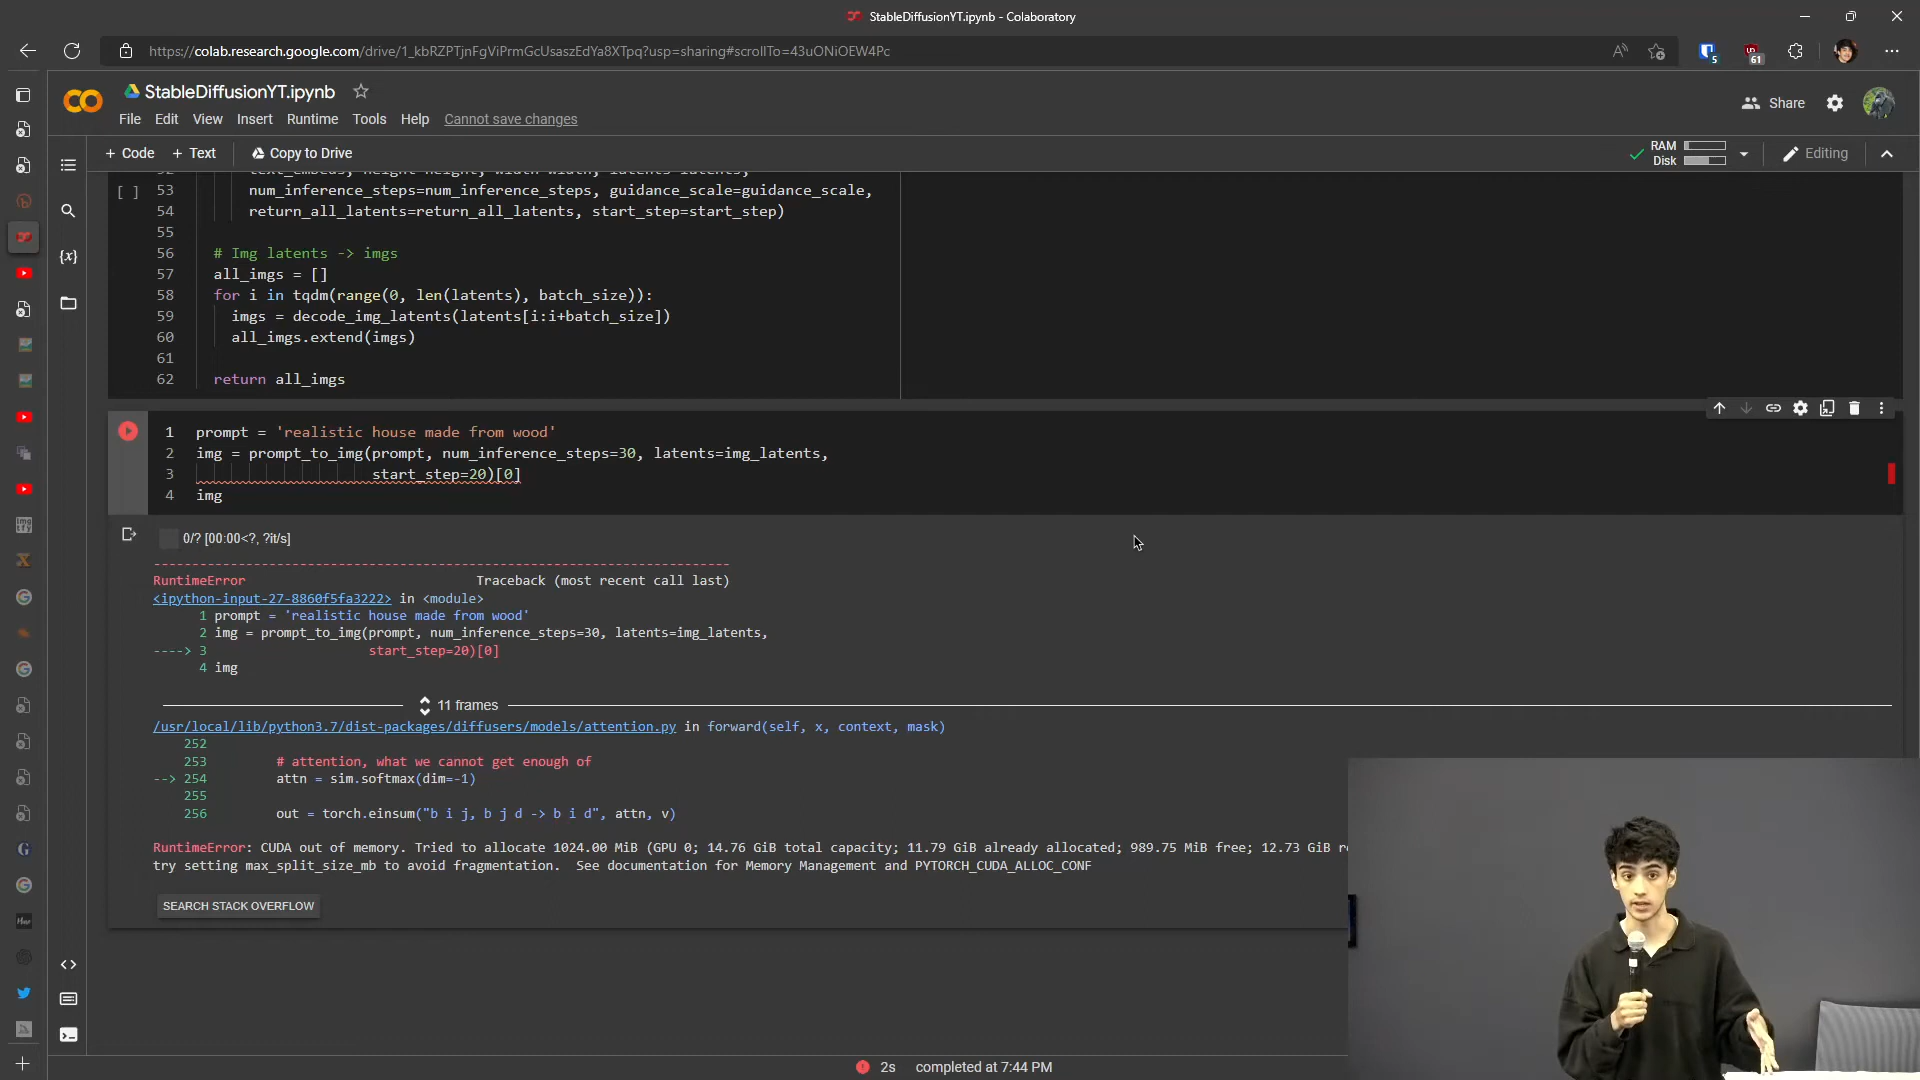 StableDiffusionYT.ipynb - Colaboratory
https://colab.research.google.com/drive/1_kbRZPTjnFgViPrmGcUsaszEdYa8XTpq?usp=sharing#scrollTo=43uONiOEW4Pc
5
61
StableDiffusionYT.ipynb
Share
File Edit View Insert Runtime Tools Help Cannot save changes
+ Code + Text Copy to Drive
RAM
Disk
Editing
text_embeds, height=height, width=width, latents=latents,
[ ] 53 num_inference_steps=num_inference_steps, guidance_scale=guidance_scale,
54 return_all_latents=return_all_latents, start_step=start_step)
55
56 # Img latents -> imgs
57 all_imgs = []
58 for i in tqdm(range(0, len(latents), batch_size)):
59 imgs = decode_img_latents(latents[i:i+batch_size])
60 all_imgs.extend(imgs)
61
62 return all_imgs
1 prompt = 'realistic house made from wood'
2 img = prompt_to_img(prompt, num_inference_steps=30, latents=img_latents,
3 start_step=20)[0]
4 img
0/? [00:00<?, ?it/s]
---------------------------------------------------------------------------
RuntimeError Traceback (most recent call last)
<ipython-input-27-8860f5fa3222> in <module>
1 prompt = 'realistic house made from wood'
2 img = prompt_to_img(prompt, num_inference_steps=30, latents=img_latents,
----> 3 start_step=20)[0]
4 img
11 frames
/usr/local/lib/python3.7/dist-packages/diffusers/models/attention.py in forward(self, x, context, mask)
252
253 # attention, what we cannot get enough of
--> 254 attn = sim.softmax(dim=-1)
255
256 out = torch.einsum("b i j, b j d -> b i d", attn, v)
RuntimeError: CUDA out of memory. Tried to allocate 1024.00 MiB (GPU 0; 14.76 GiB total capacity; 11.79 GiB already allocated; 989.75 MiB free; 12.73 GiB
try setting max_split_size_mb to avoid fragmentation. See documentation for Memory Management and PYTORCH_CUDA_ALLOC_CONF
SEARCH STACK OVERFLOW
2s completed at 7:44 PM